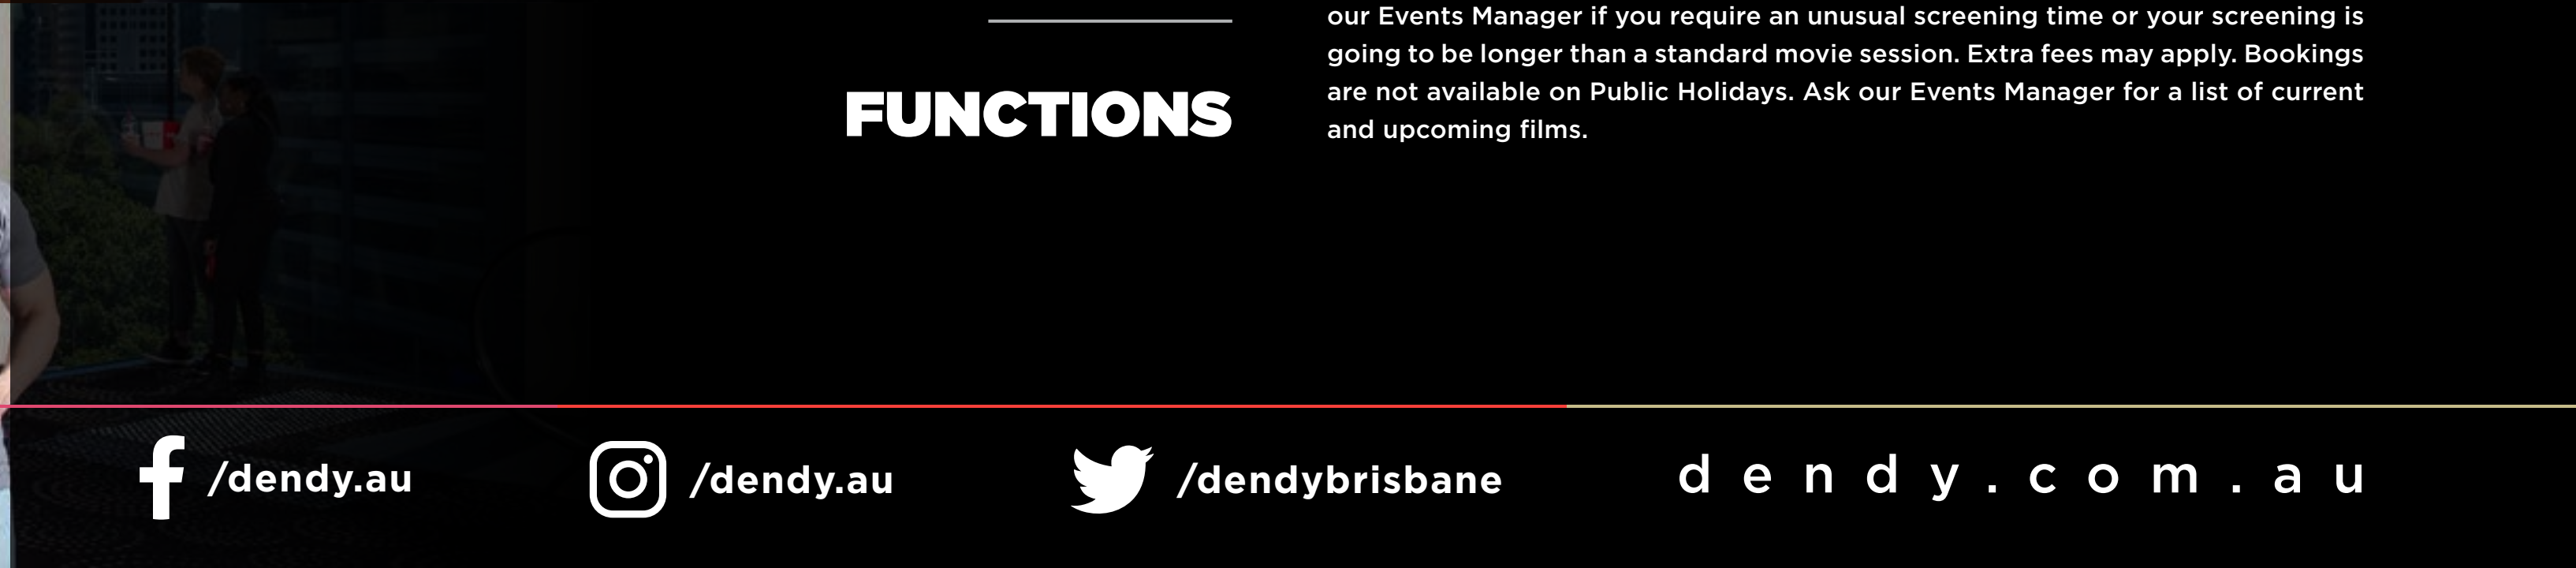 our Events Manager if you require an unusual screening time or your screening is
going to be longer than a standard movie session. Extra fees may apply. Bookings
are not available on Public Holidays. Ask our Events Manager for a list of current
and upcoming films.
FUNCTIONS
/dendy.au
/dendy.au
/dendybrisbane
dendy.com.au